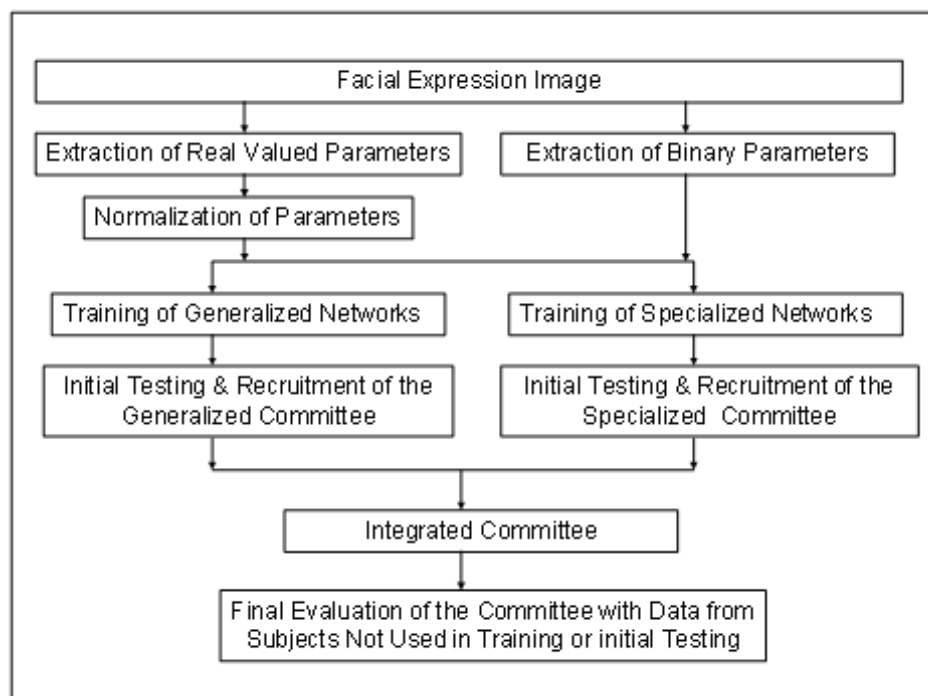 Facial Expression Image
Extraction of Real Valued Parameters
Extraction of Binary Parameters
Normalization of Parameters
Training of Generalized Networks
Training of Specialized Networks
Initial Testing & Recruitment of the
Generalized Committee
Initial Testing & Recruitment of the
Specialized Committee
Integrated Committee
Final Evaluation of the Committee with Data from
Subjects Not Used in Training or initial Testing